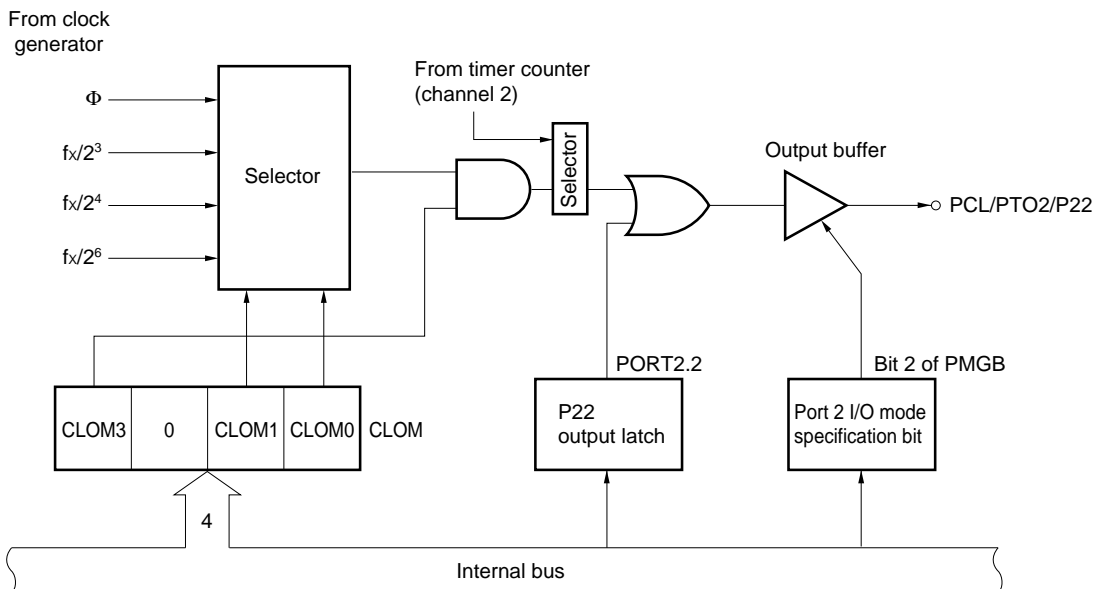 From clock
generator
From timer counter
(channel 2)
Φ
fx/2³
fx/2⁴
fx/2⁶
Selector
Selector
Output buffer
PCL/PTO2/P22
PORT2.2
Bit 2 of PMGB
CLOM3
0
CLOM1
CLOM0
CLOM
P22
output latch
Port 2 I/O mode
specification bit
4
Internal bus